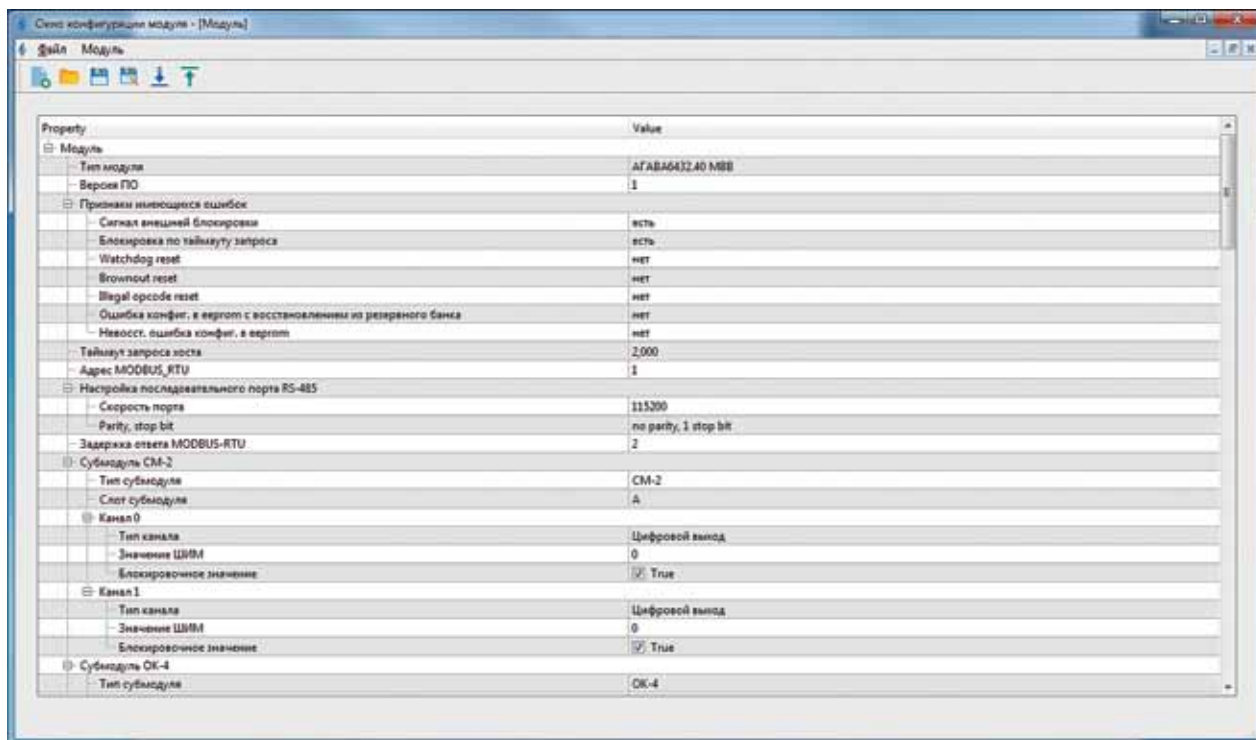 Окно конфигурации модуля - [Модуль]
Файл Модуль
Property Value
Модуль
Тип модуля АГАВА6432.40 МВВ
Версия ПО 1
Признаки имеющихся ошибок
Сигнал внешней блокировки есть
Блокировка по таймауту запроса есть
Watchdog reset нет
Brownout reset нет
Illegal opcode reset нет
Ошибка конфиг. в eeprom с восстановлением из резервного банка нет
Невосст. ошибка конфиг. в eeprom нет
Таймаут запроса хоста 2,000
Адрес MODBUS_RTU 1
Настройка последовательного порта RS-485
Скорость порта 115200
Parity, stop bit no parity, 1 stop bit
Задержка ответа MODBUS-RTU 2
Субмодуль СМ-2
Тип субмодуля СМ-2
Слот субмодуля A
Канал 0
Тип канала Цифровой выход
Значение ШИМ 0
Блокировочное значение True
Канал 1
Тип канала Цифровой выход
Значение ШИМ 0
Блокировочное значение True
Субмодуль ОК-4
Тип субмодуля ОК-4